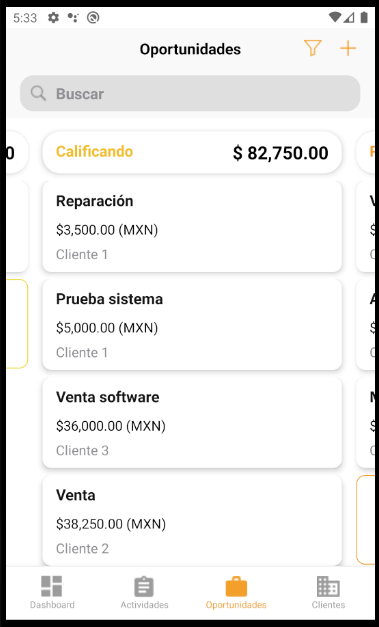 5:33
Oportunidades
Buscar
0
Calificando
$ 82,750.00
Reparación
$3,500.00 (MXN)
Cliente 1
Prueba sistema
$5,000.00 (MXN)
Cliente 1
Venta software
$36,000.00 (MXN)
Cliente 3
Venta
$38,250.00 (MXN)
Cliente 2
Dashboard
Actividades
Oportunidades
Clientes